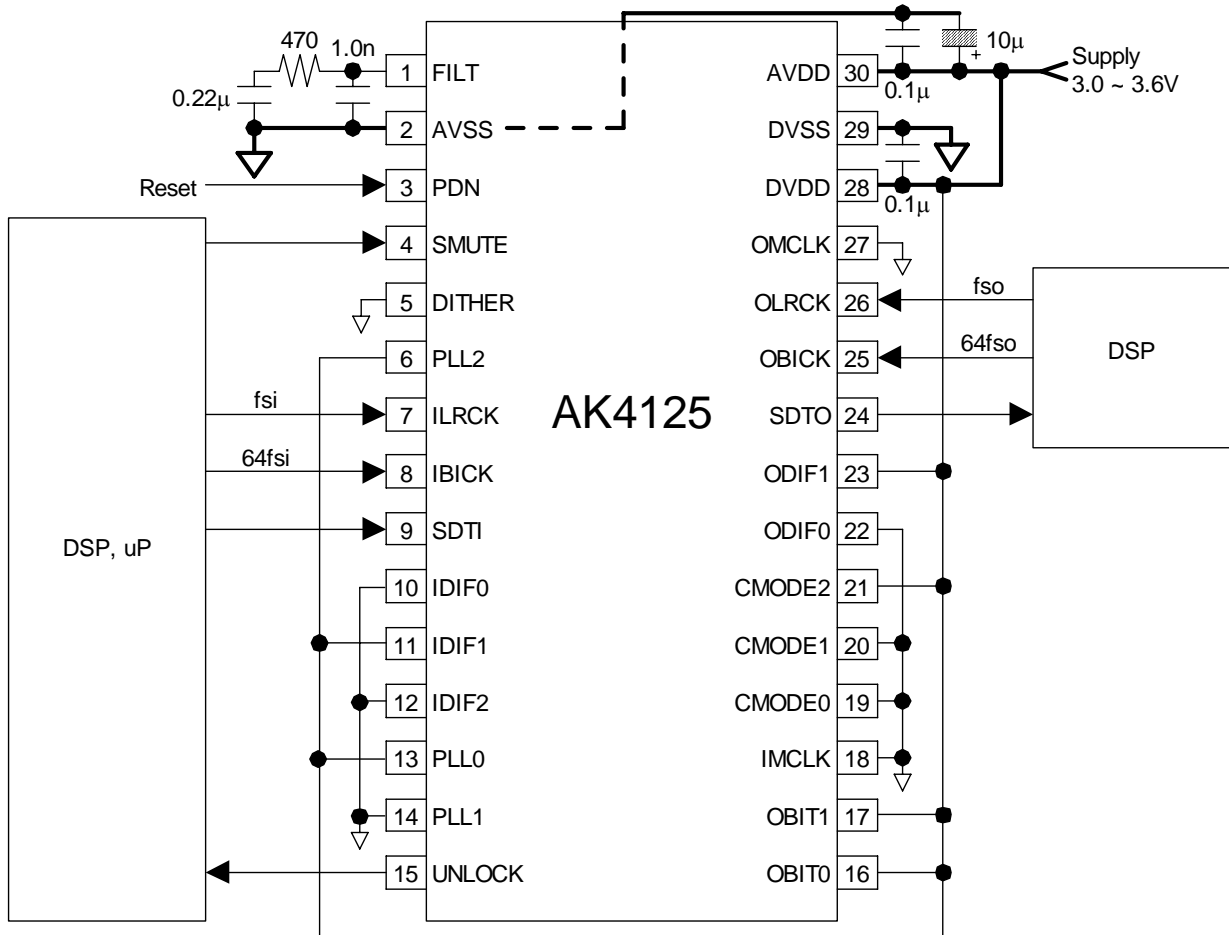 470
1.0n
0.22µ
10µ
+
Supply
3.0 ~ 3.6V
0.1µ
0.1µ
Reset
1 FILT
2 AVSS
3 PDN
4 SMUTE
5 DITHER
6 PLL2
fsi
7 ILRCK
64fsi
8 IBICK
9 SDTI
10 IDIF0
11 IDIF1
12 IDIF2
13 PLL0
14 PLL1
15 UNLOCK
DSP, uP
AK4125
AVDD 30
DVSS 29
DVDD 28
OMCLK 27
OLRCK 26
fso
OBICK 25
64fso
SDTO 24
ODIF1 23
ODIF0 22
CMODE2 21
CMODE1 20
CMODE0 19
IMCLK 18
OBIT1 17
OBIT0 16
DSP